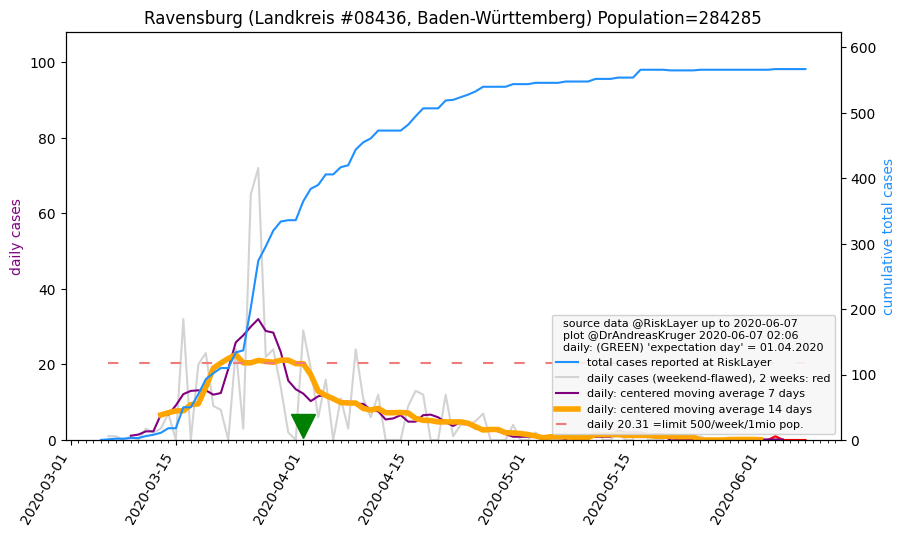 Ravensburg (Landkreis #08436, Baden-Württemberg) Population=284285
daily cases
100
80
60
40
20
0
cumulative total cases
600
500
400
300
200
100
0
source data @RiskLayer up to 2020-06-07
plot @DrAndreasKruger 2020-06-07 02:06
daily: (GREEN) 'expectation day' = 01.04.2020
total cases reported at RiskLayer
daily cases (weekend-flawed), 2 weeks: red
daily: centered moving average 7 days
daily: centered moving average 14 days
daily 20.31 =limit 500/week/1mio pop.
2020-03-01
2020-03-15
2020-04-01
2020-04-15
2020-05-01
2020-05-15
2020-06-01